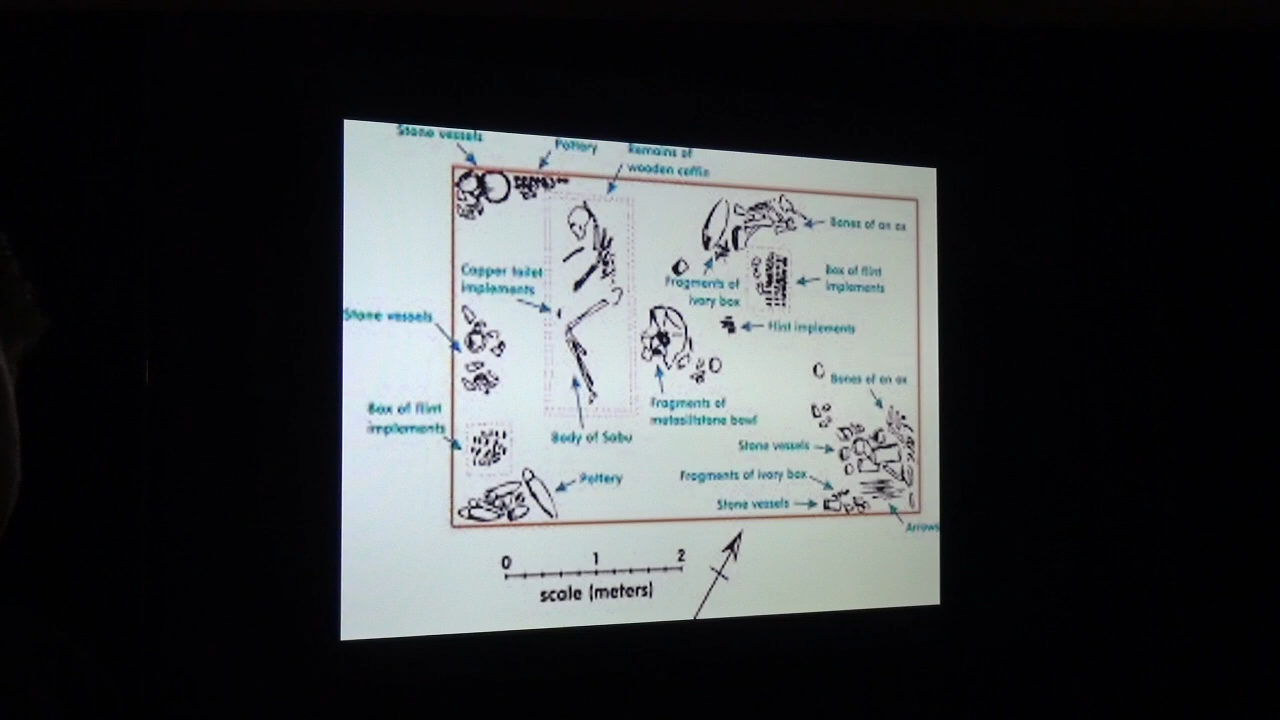 Stone vessels
Pottery
Remains of
wooden coffin
Bones of an ox
Copper toilet
implements
Fragments of
ivory box
Box of flint
implements
Stone vessels
Flint implements
Bones of an ox
Box of flint
implements
Fragments of
metasiltstone bowl
Body of Sabu
Stone vessels
Pottery
Fragments of ivory box
Stone vessels
Arrows
0 1 2
scale (meters)